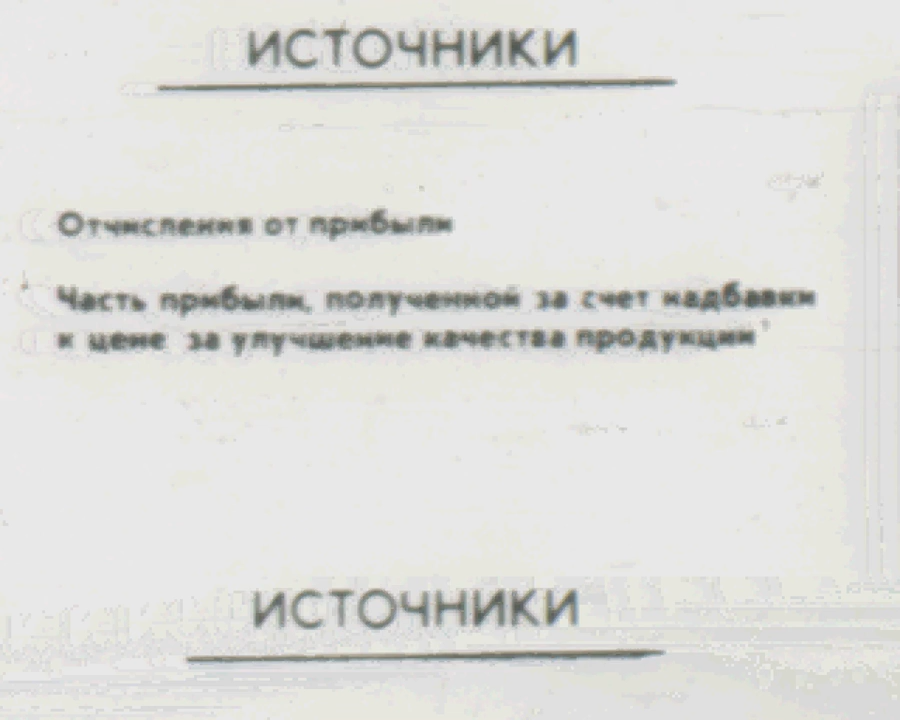 ИСТОЧНИКИ
Отчисления от прибыли
Часть прибыли, полученной за счет надбавки
к цене за улучшение качества продукции
ИСТОЧНИКИ